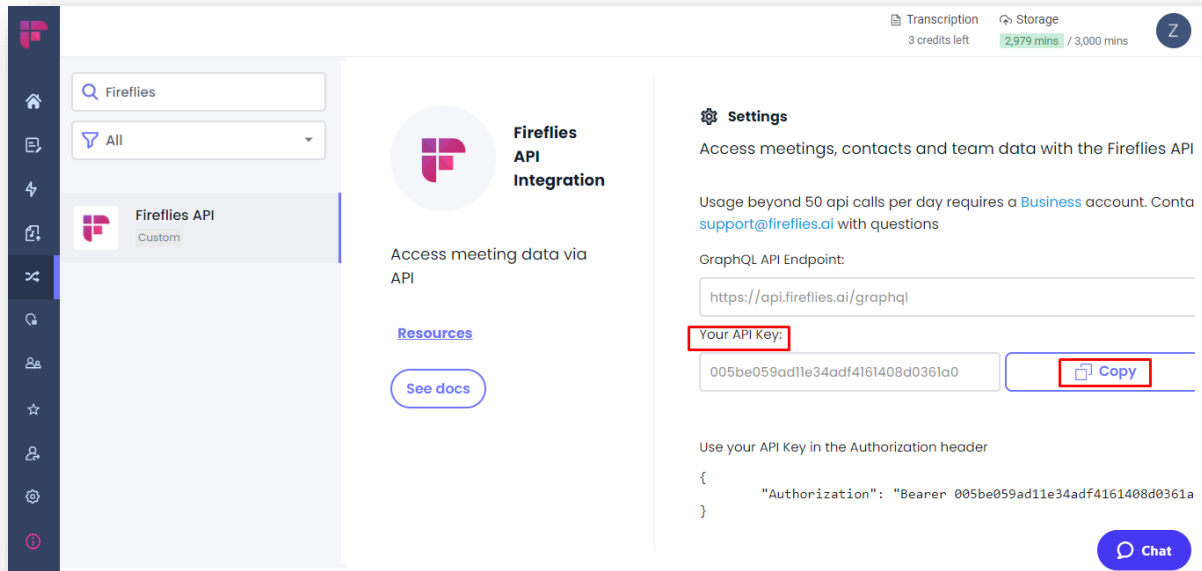 Transcription
3 credits left
Storage
2,979 mins / 3,000 mins
Z
Fireflies
All
Fireflies API
Custom
Fireflies
API
Integration
Access meeting data via
API
Resources
See docs
Settings
Access meetings, contacts and team data with the Fireflies API
Usage beyond 50 api calls per day requires a Business account. Conta
support@fireflies.ai with questions
GraphQL API Endpoint:
https://api.fireflies.ai/graphql
Your API Key:
005be059ad11e34adf4161408d0361a0
Copy
Use your API Key in the Authorization header
{
"Authorization": "Bearer 005be059ad11e34adf4161408d0361a
}
Chat